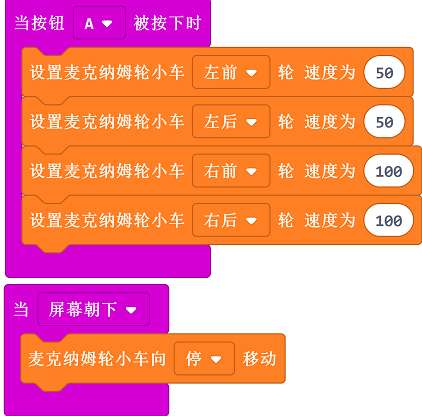 当按钮 A 被按下时
设置麦克纳姆轮小车 左前 轮 速度为 50
设置麦克纳姆轮小车 左后 轮 速度为 50
设置麦克纳姆轮小车 右前 轮 速度为 100
设置麦克纳姆轮小车 右后 轮 速度为 100
当 屏幕朝下
麦克纳姆轮小车向 停 移动